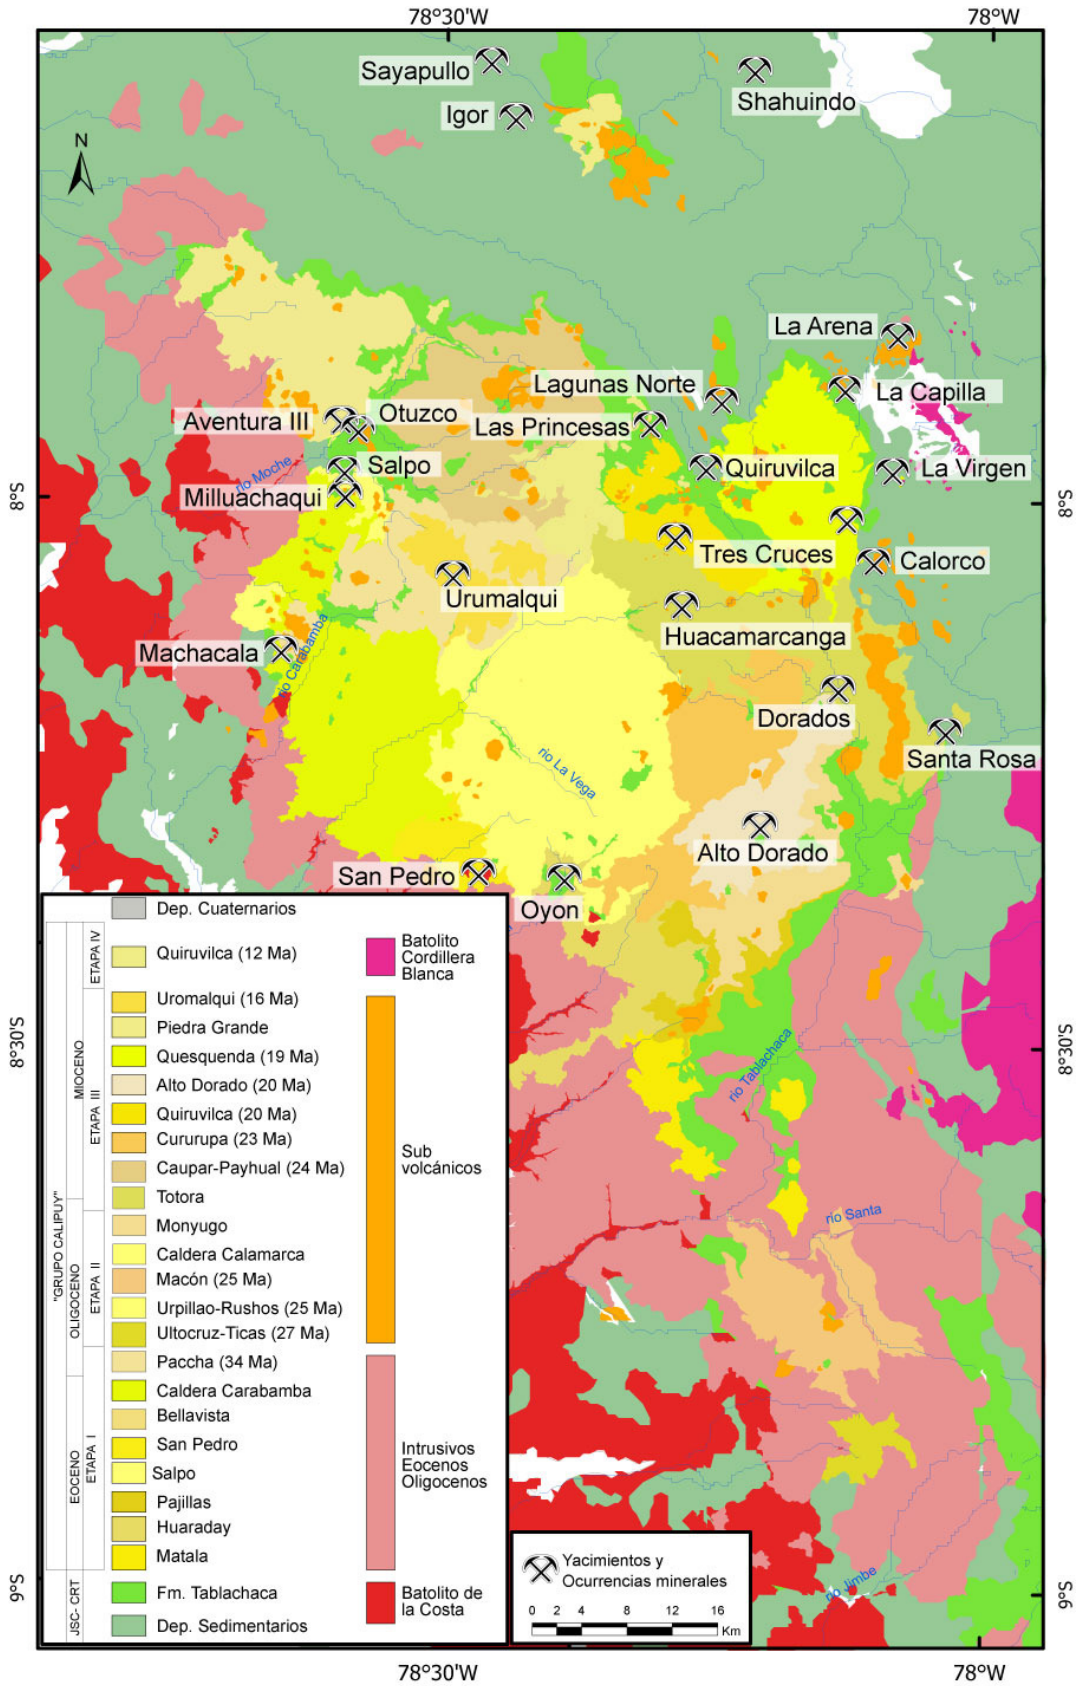 78°30'W
78°W
Sayapullo
Shahuindo
Igor
N
La Arena
Lagunas Norte
La Capilla
Aventura III
Otuzco
Las Princesas
Salpo
Quiruvilca
La Virgen
rio Moche
Milluachaqui
8°S
8°S
Tres Cruces
Calorco
Urumalqui
Huacamarcanga
Machacala
rio Carabamba
Dorados
Santa Rosa
rio La Vega
Alto Dorado
San Pedro
Oyon
8°30'S
8°30'S
rio Tablachaca
rio Santa
rio Jimbe
9°S
9°S
"GRUPO CALIPUY"
MIOCENO
OLIGOCENO
EOCENO
JSC- CRT
ETAPA IV
ETAPA III
ETAPA II
ETAPA I
Dep. Cuaternarios
Quiruvilca (12 Ma)
Uromalqui (16 Ma)
Piedra Grande
Quesquenda (19 Ma)
Alto Dorado (20 Ma)
Quiruvilca (20 Ma)
Cururupa (23 Ma)
Caupar-Payhual (24 Ma)
Totora
Monyugo
Caldera Calamarca
Macón (25 Ma)
Urpillao-Rushos (25 Ma)
Ultocruz-Ticas (27 Ma)
Paccha (34 Ma)
Caldera Carabamba
Bellavista
San Pedro
Salpo
Pajillas
Huaraday
Matala
Fm. Tablachaca
Dep. Sedimentarios
Batolito
Cordillera
Blanca
Sub
volcánicos
Intrusivos
Eocenos
Oligocenos
Batolito de
la Costa
Yacimientos y
Ocurrencias minerales
0 2 4 8 12 16
Km
78°30'W
78°W